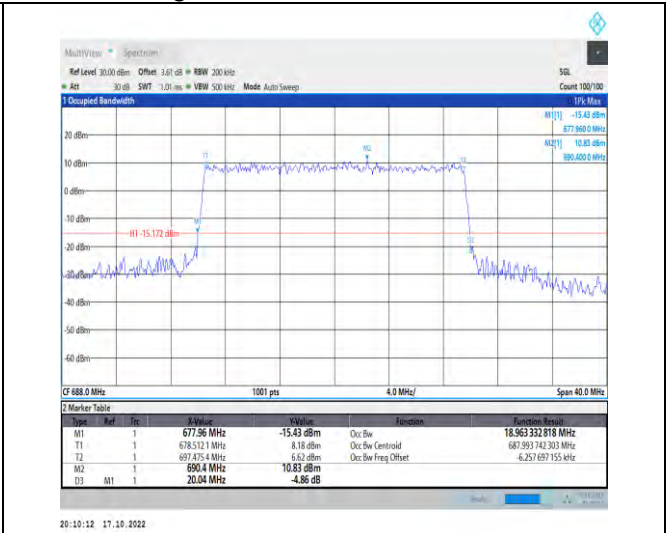 MultiView Spectrum
Ref Level 30.00 dBm Offset 3.61 dB RBW 200 kHz SGL
Att 30 dB SWT 1.01 ms VBW 500 kHz Mode Auto Sweep Count 100/100
1 Occupied Bandwidth 1Pk Max
M1[1] -15.43 dBm
677.960 0 MHz
M2[1] 10.83 dBm
690.400 0 MHz
20 dBm
M2
T1
T2
10 dBm
0 dBm
-10 dBm
M1
H1 -15.172 dBm
D3
-20 dBm
-30 dBm
-40 dBm
-50 dBm
-60 dBm
CF 688.0 MHz 1001 pts 4.0 MHz/ Span 40.0 MHz
2 Marker Table
Type Ref Trc X-Value Y-Value Function Function Result
M1 1 677.96 MHz -15.43 dBm Occ Bw 18.963 332 818 MHz
T1 1 678.512 1 MHz 8.18 dBm Occ Bw Centroid 687.993 742 303 MHz
T2 1 697.475 4 MHz 6.62 dBm Occ Bw Freq Offset -6.257 697 155 kHz
M2 1 690.4 MHz 10.83 dBm
D3 M1 1 20.04 MHz -4.86 dB
20:10:12 17.10.2022